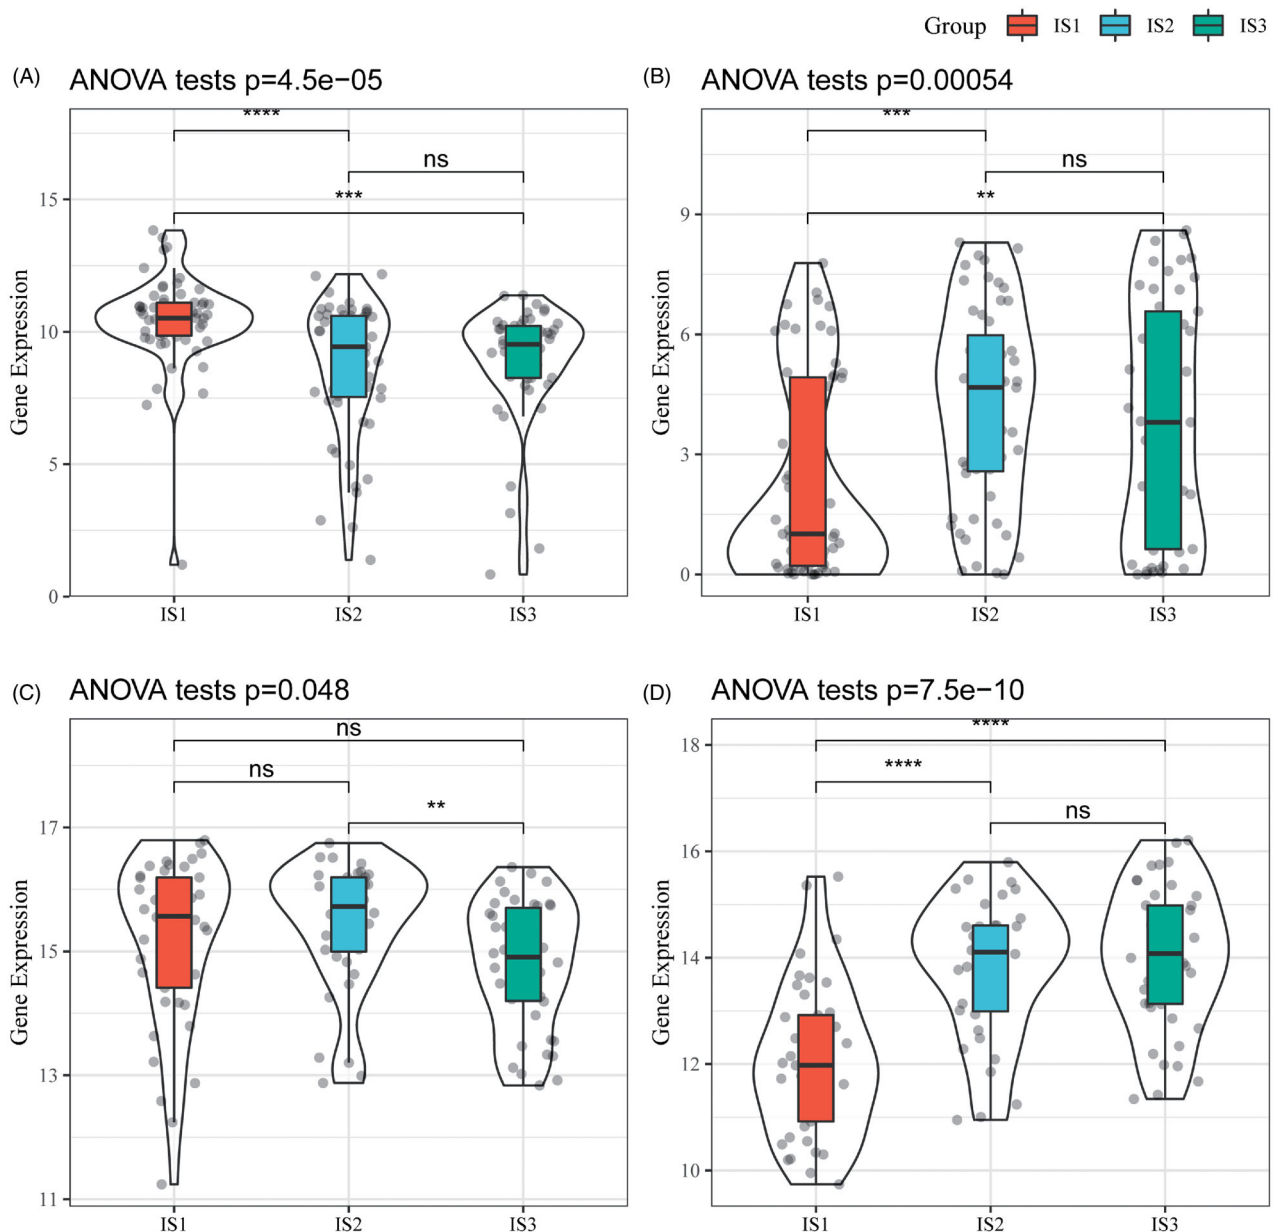 Group IS1 IS2 IS3
(A) ANOVA tests p=4.5e−05
****
ns
***
15
10
5
0
Gene Expression
IS1 IS2 IS3
(B) ANOVA tests p=0.00054
***
ns
**
9
6
3
0
Gene Expression
IS1 IS2 IS3
(C) ANOVA tests p=0.048
ns
ns
**
17
15
13
11
Gene Expression
IS1 IS2 IS3
(D) ANOVA tests p=7.5e−10
****
****
ns
18
16
14
12
10
Gene Expression
IS1 IS2 IS3